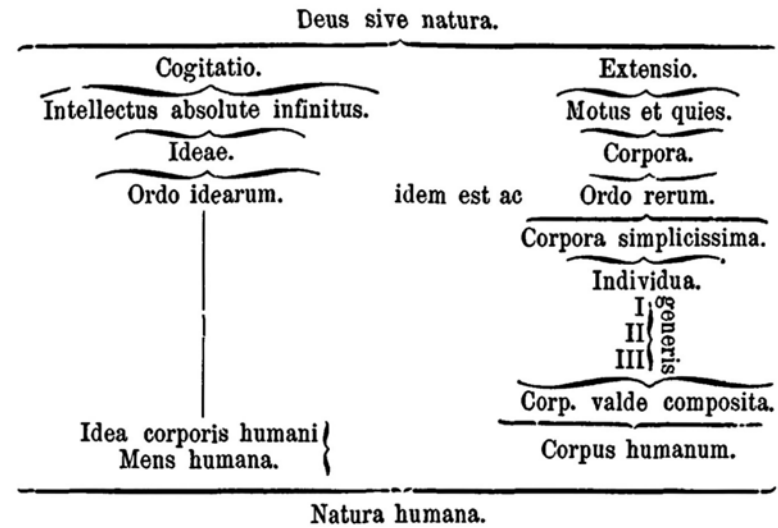 Deus sive natura.
Cogitatio. Extensio.
Intellectus absolute infinitus. Motus et quies.
Ideae. Corpora.
Ordo idearum. idem est ac Ordo rerum.
Corpora simplicissima.
Individua.
I
II
III
generis
Corp. valde composita.
Idea corporis humani
Mens humana.
Corpus humanum.
Natura humana.